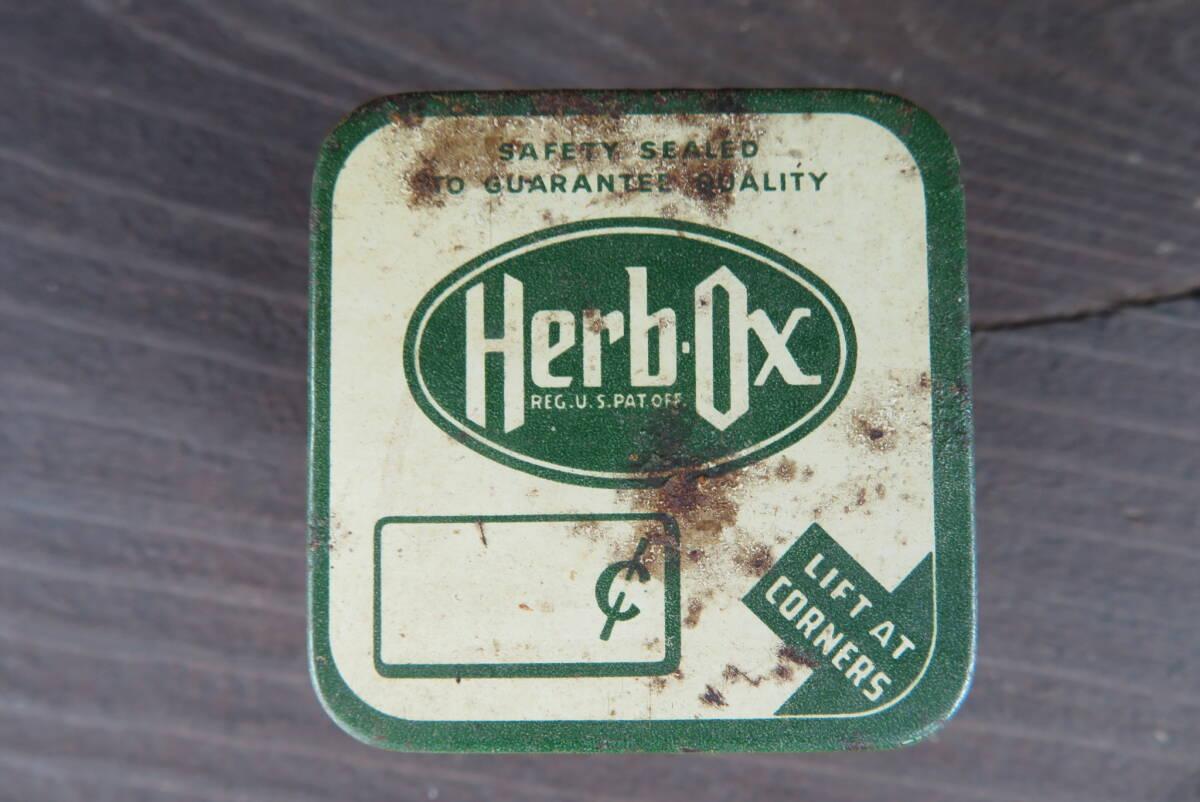 SAFETY SEALED
TO GUARANTEE QUALITY
Herb-Ox
REG. U. S. PAT. OFF.
¢
LIFT AT
CORNERS